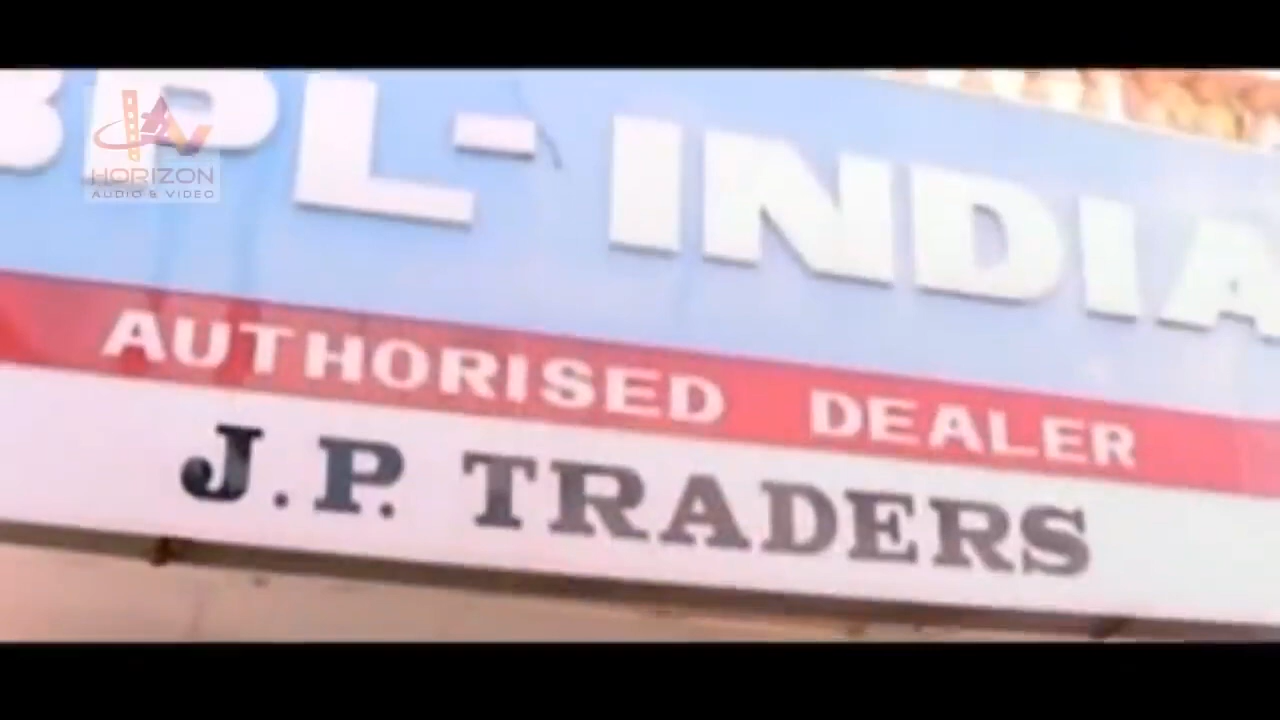 BPL-INDIA
HORIZON
AUDIO & VIDEO
AUTHORISED DEALER
J.P. TRADERS